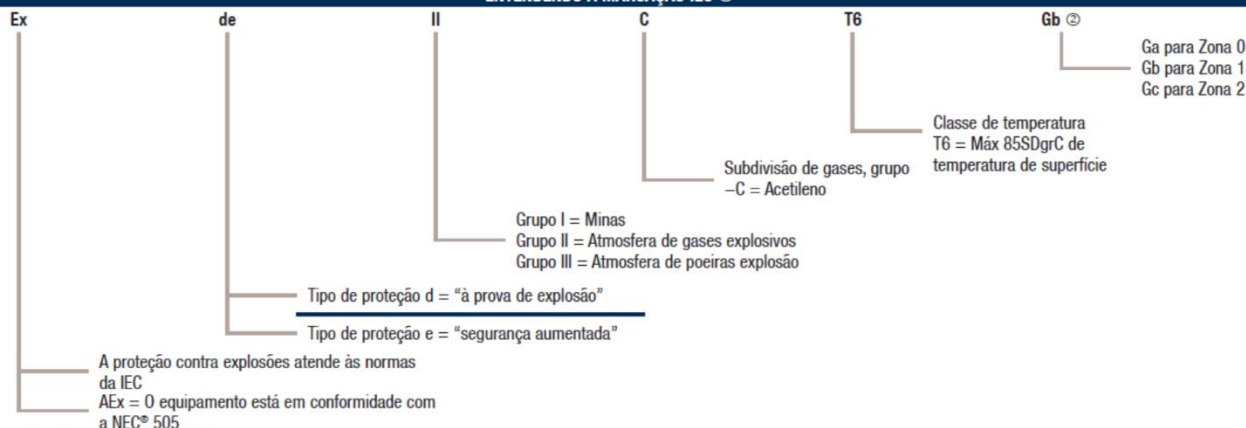 ENTENDENDO A MARCAÇÃO IEC
Ex de II C T6 Gb ②
Ga para Zona 0
Gb para Zona 1
Gc para Zona 2
Classe de temperatura
T6 = Máx 85SDgrC de
temperatura de superfície
Subdivisão de gases, grupo
–C = Acetileno
Grupo I = Minas
Grupo II = Atmosfera de gases explosivos
Grupo III = Atmosfera de poeiras explosão
Tipo de proteção d = “à prova de explosão”
Tipo de proteção e = “segurança aumentada”
A proteção contra explosões atende às normas
da IEC
AEx = O equipamento está em conformidade com
a NEC® 505